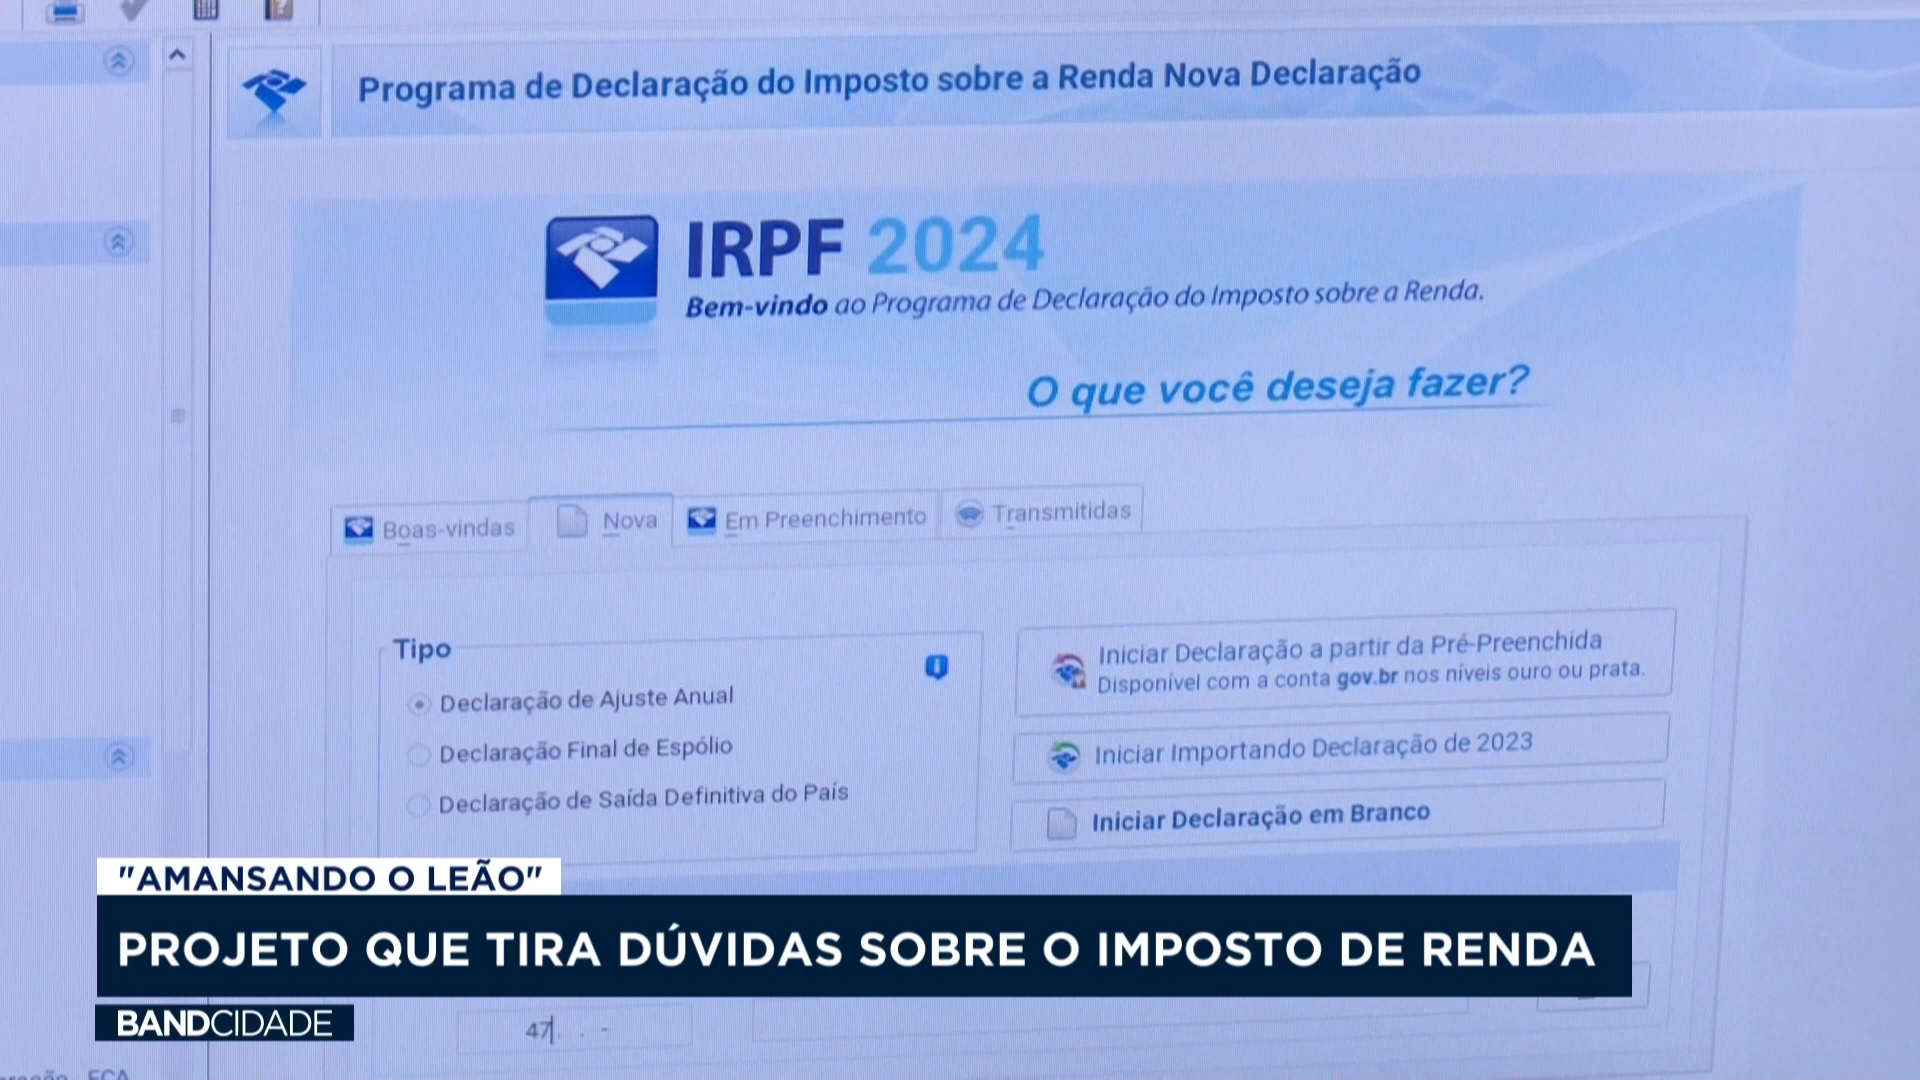 Programa de Declaração do Imposto sobre a Renda Nova Declaração
IRPF 2024
Bem-vindo ao Programa de Declaração do Imposto sobre a Renda.
O que você deseja fazer?
Boas-vindas
Nova
Em Preenchimento
Transmitidas
Tipo
Declaração de Ajuste Anual
Declaração Final de Espólio
Declaração de Saída Definitiva do País
Iniciar Declaração a partir da Pré-Preenchida
Disponível com a conta gov.br nos níveis ouro ou prata.
Iniciar Importando Declaração de 2023
Iniciar Declaração em Branco
"AMANSANDO O LEÃO"
PROJETO QUE TIRA DÚVIDAS SOBRE O IMPOSTO DE RENDA
BANDCIDADE
47 . . -